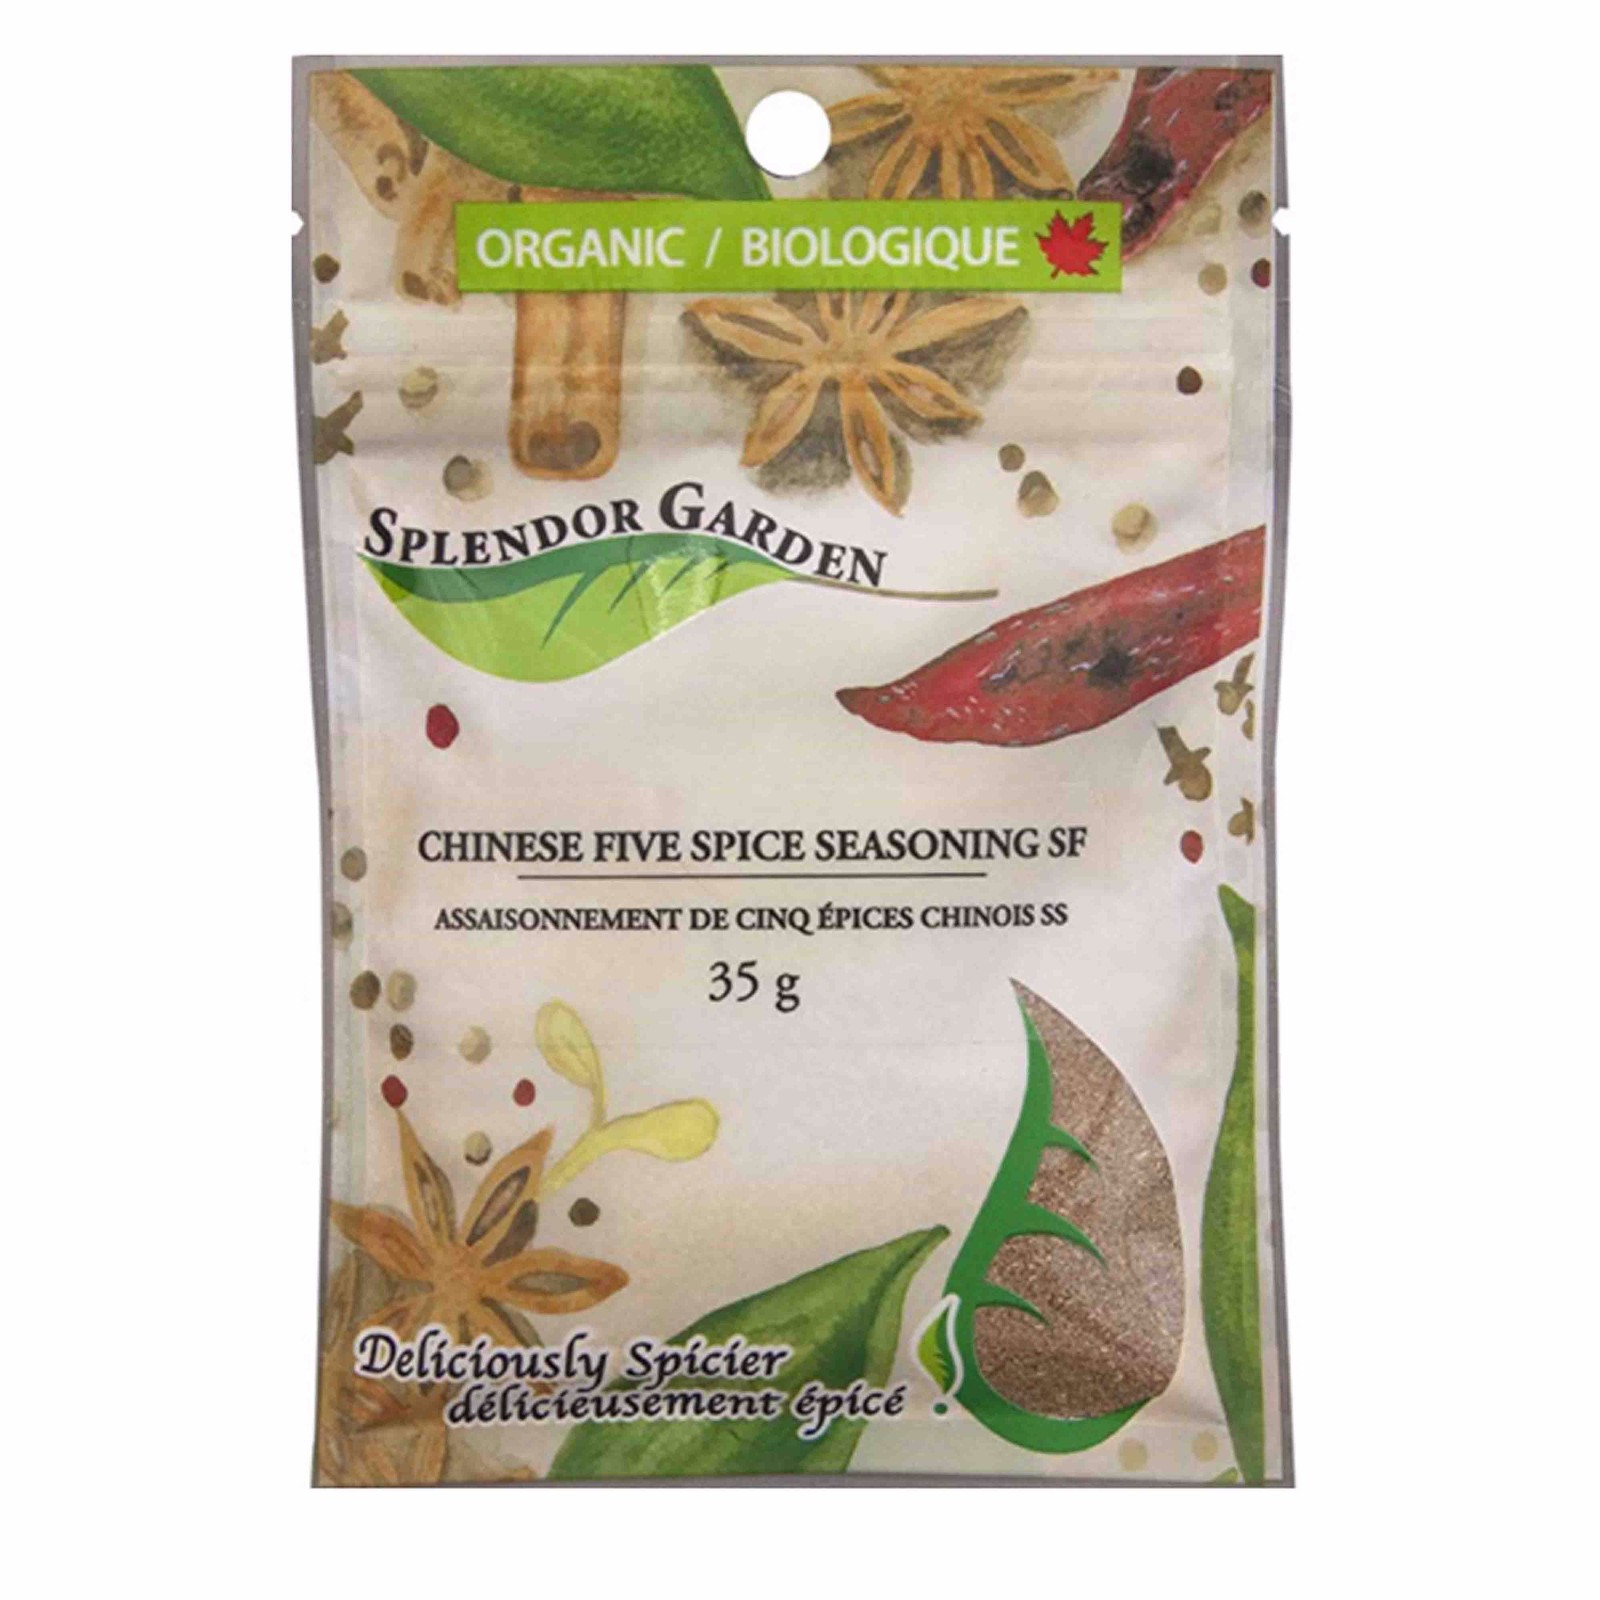 ORGANIC / BIOLOGIQUE
SPLENDOR GARDEN
CHINESE FIVE SPICE SEASONING SF
ASSAISONNEMENT DE CINQ ÉPICES CHINOIS SS
35 g
Deliciously Spicier
délicieusement épicé